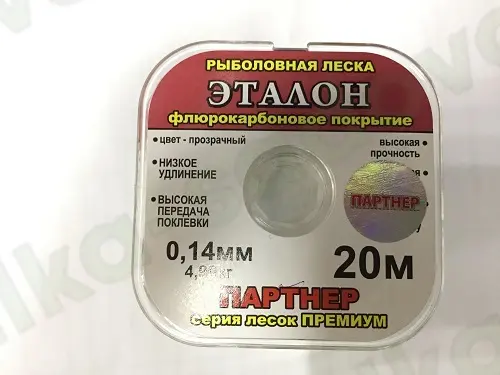 РЫБОЛОВНАЯ ЛЕСКА
ЭТАЛОН
флюрокарбоновое покрытие
• цвет - прозрачный
высокая •
прочность
• НИЗКОЕ
УДЛИНЕНИЕ
ПАРТНЕР
• ВЫСОКАЯ
ПЕРЕДАЧА
ПОКЛЕВКИ
0,14мм
20м
ПАРТНЕР
серия лесок ПРЕМИУМ